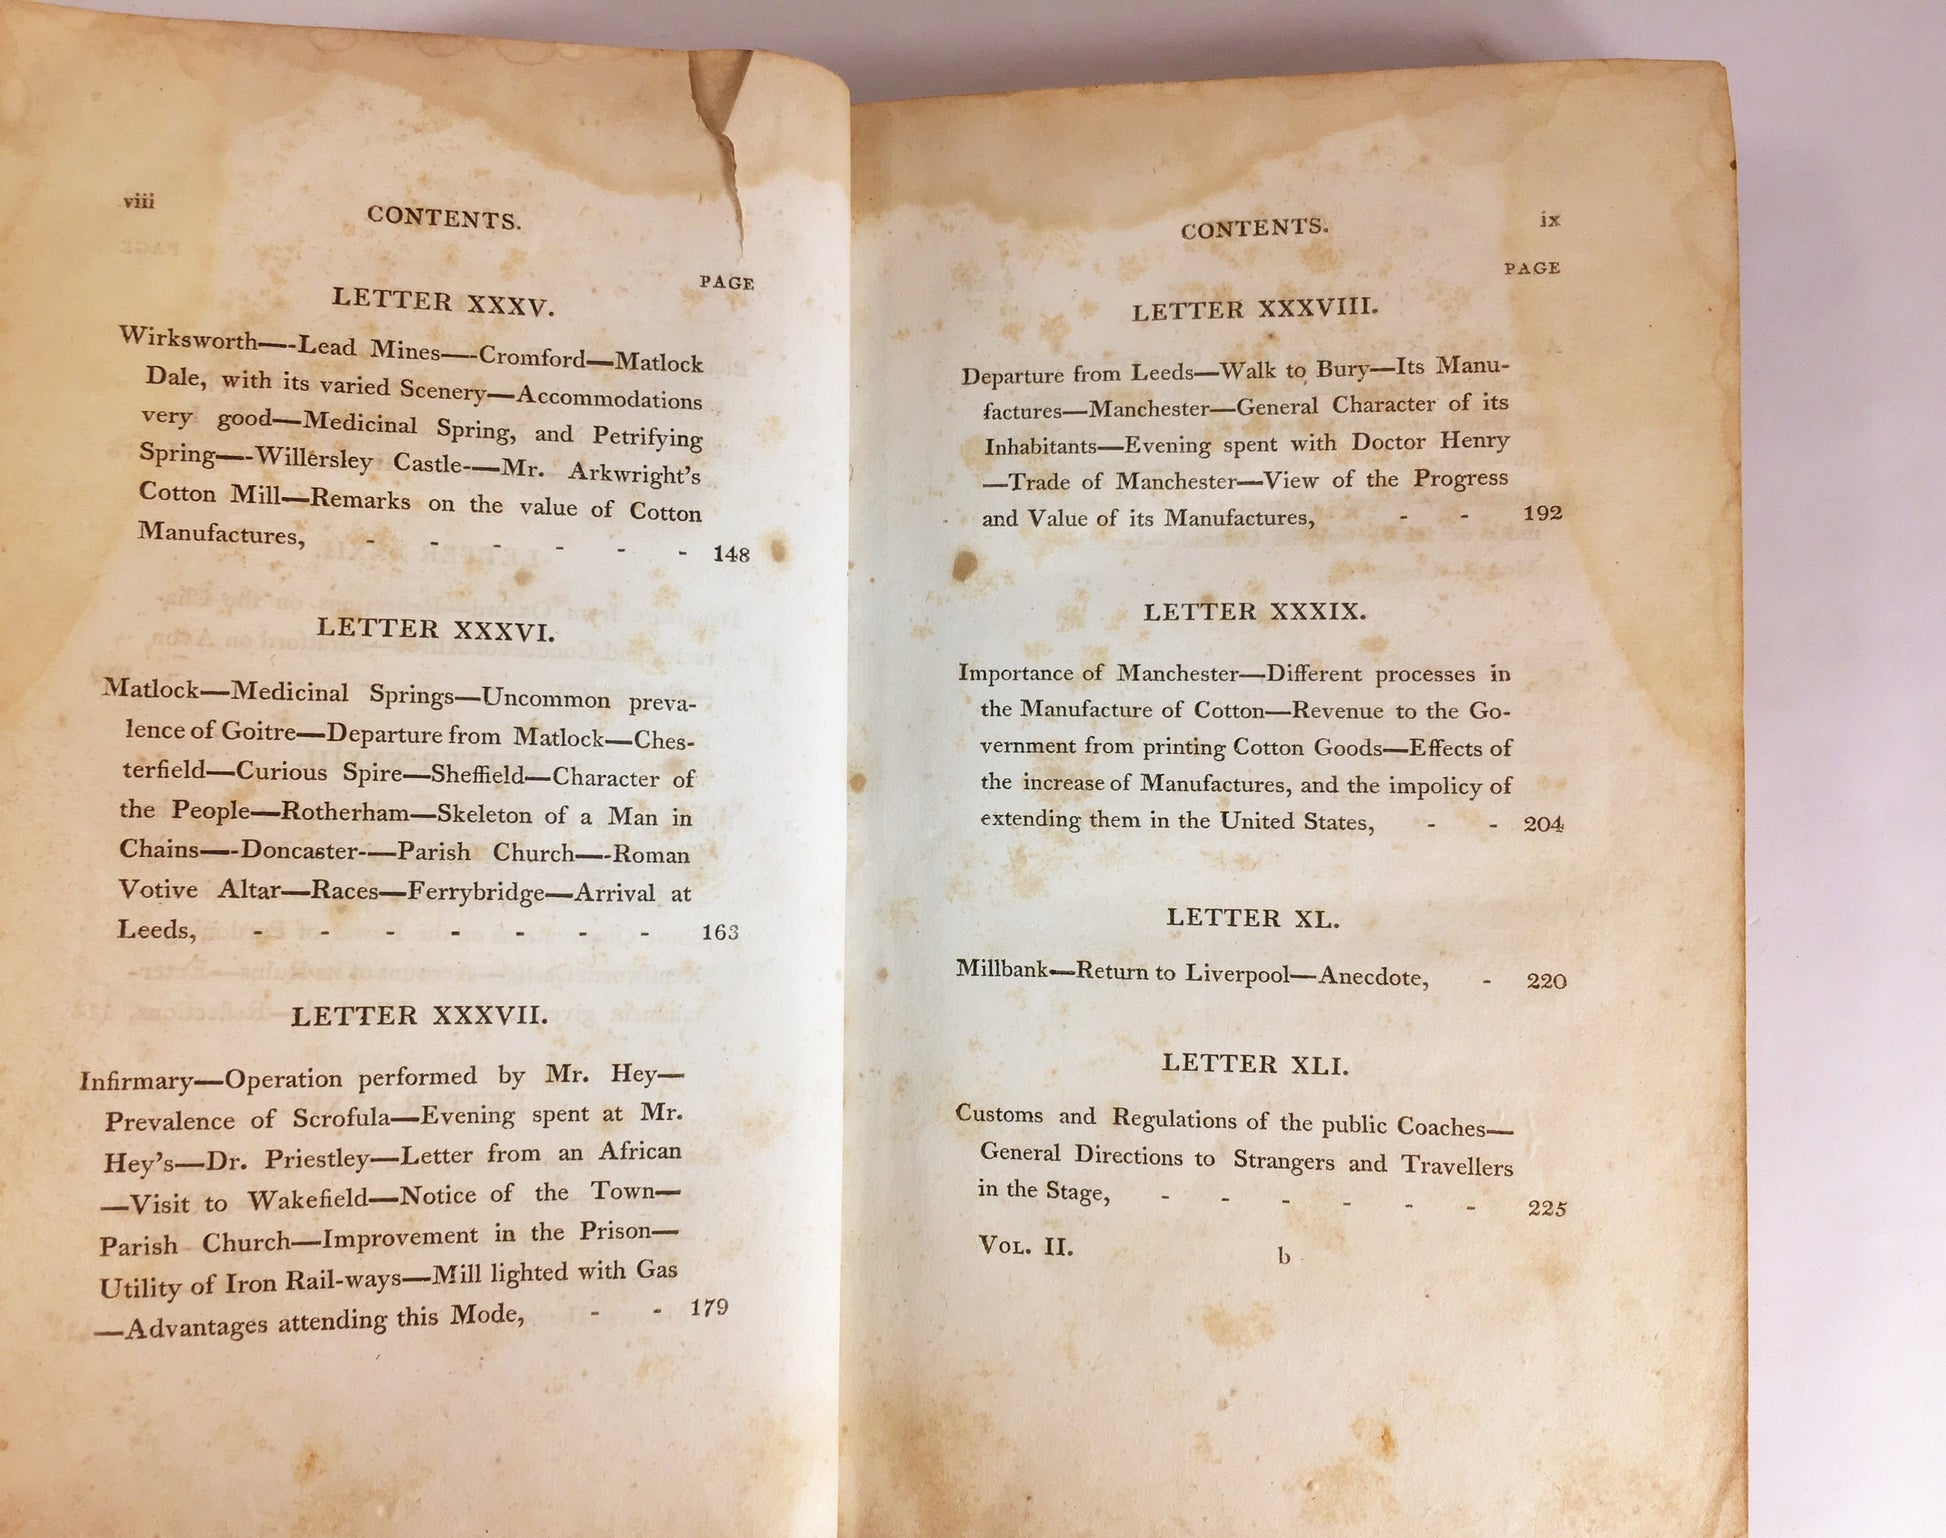 viii
CONTENTS.
PAGE
LETTER XXXV.
Wirksworth—-Lead Mines—-Cromford—Matlock
Dale, with its varied Scenery—Accommodations
very good—Medicinal Spring, and Petrifying
Spring—-Willersley Castle-—Mr. Arkwright's
Cotton Mill—Remarks on the value of Cotton
Manufactures, - - - - - - 148
LETTER XXXVI.
Matlock—Medicinal Springs—Uncommon preva-
lence of Goitre—Departure from Matlock—Ches-
terfield—Curious Spire—Sheffield—Character of
the People—Rotherham—Skeleton of a Man in
Chains—-Doncaster-—Parish Church—-Roman
Votive Altar—Races—Ferrybridge—Arrival at
Leeds, - - - - - - - 163
LETTER XXXVII.
Infirmary—Operation performed by Mr. Hey—
Prevalence of Scrofula—Evening spent at Mr.
Hey's—Dr. Priestley—Letter from an African
—Visit to Wakefield—Notice of the Town—
Parish Church—Improvement in the Prison—
Utility of Iron Rail-ways—Mill lighted with Gas
—Advantages attending this Mode, - - 179
CONTENTS.
ix
PAGE
LETTER XXXVIII.
Departure from Leeds—Walk to Bury—Its Manu-
factures—Manchester—General Character of its
Inhabitants—Evening spent with Doctor Henry
—Trade of Manchester—View of the Progress
and Value of its Manufactures, - - 192
LETTER XXXIX.
Importance of Manchester—Different processes in
the Manufacture of Cotton—Revenue to the Go-
vernment from printing Cotton Goods—Effects of
the increase of Manufactures, and the impolicy of
extending them in the United States, - - 204
LETTER XL.
Millbank—Return to Liverpool—Anecdote, - 220
LETTER XLI.
Customs and Regulations of the public Coaches—
General Directions to Strangers and Travellers
in the Stage, - - - - - - 225
VOL. II. b